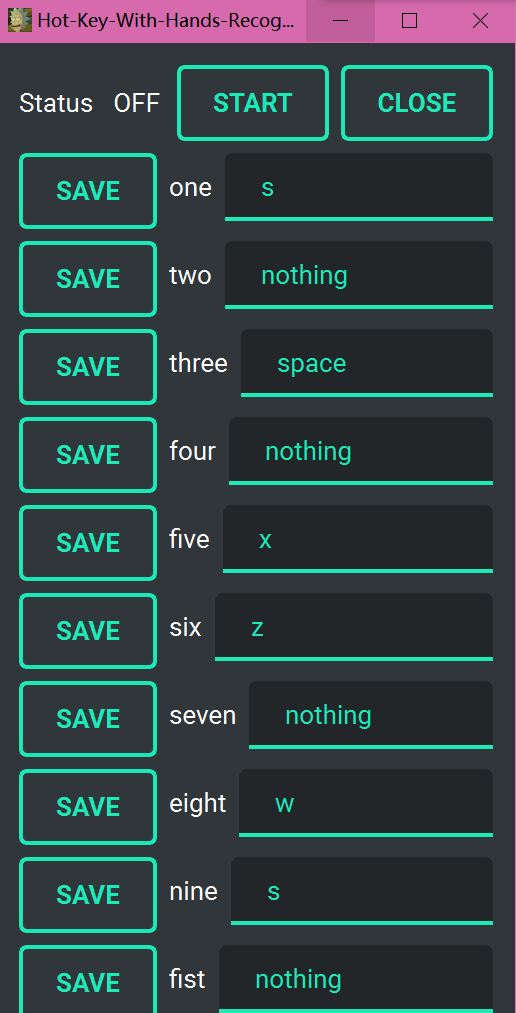 Hot-Key-With-Hands-Recog...
Status OFF START CLOSE
SAVE one s
SAVE two nothing
SAVE three space
SAVE four nothing
SAVE five x
SAVE six z
SAVE seven nothing
SAVE eight w
SAVE nine s
SAVE fist nothing